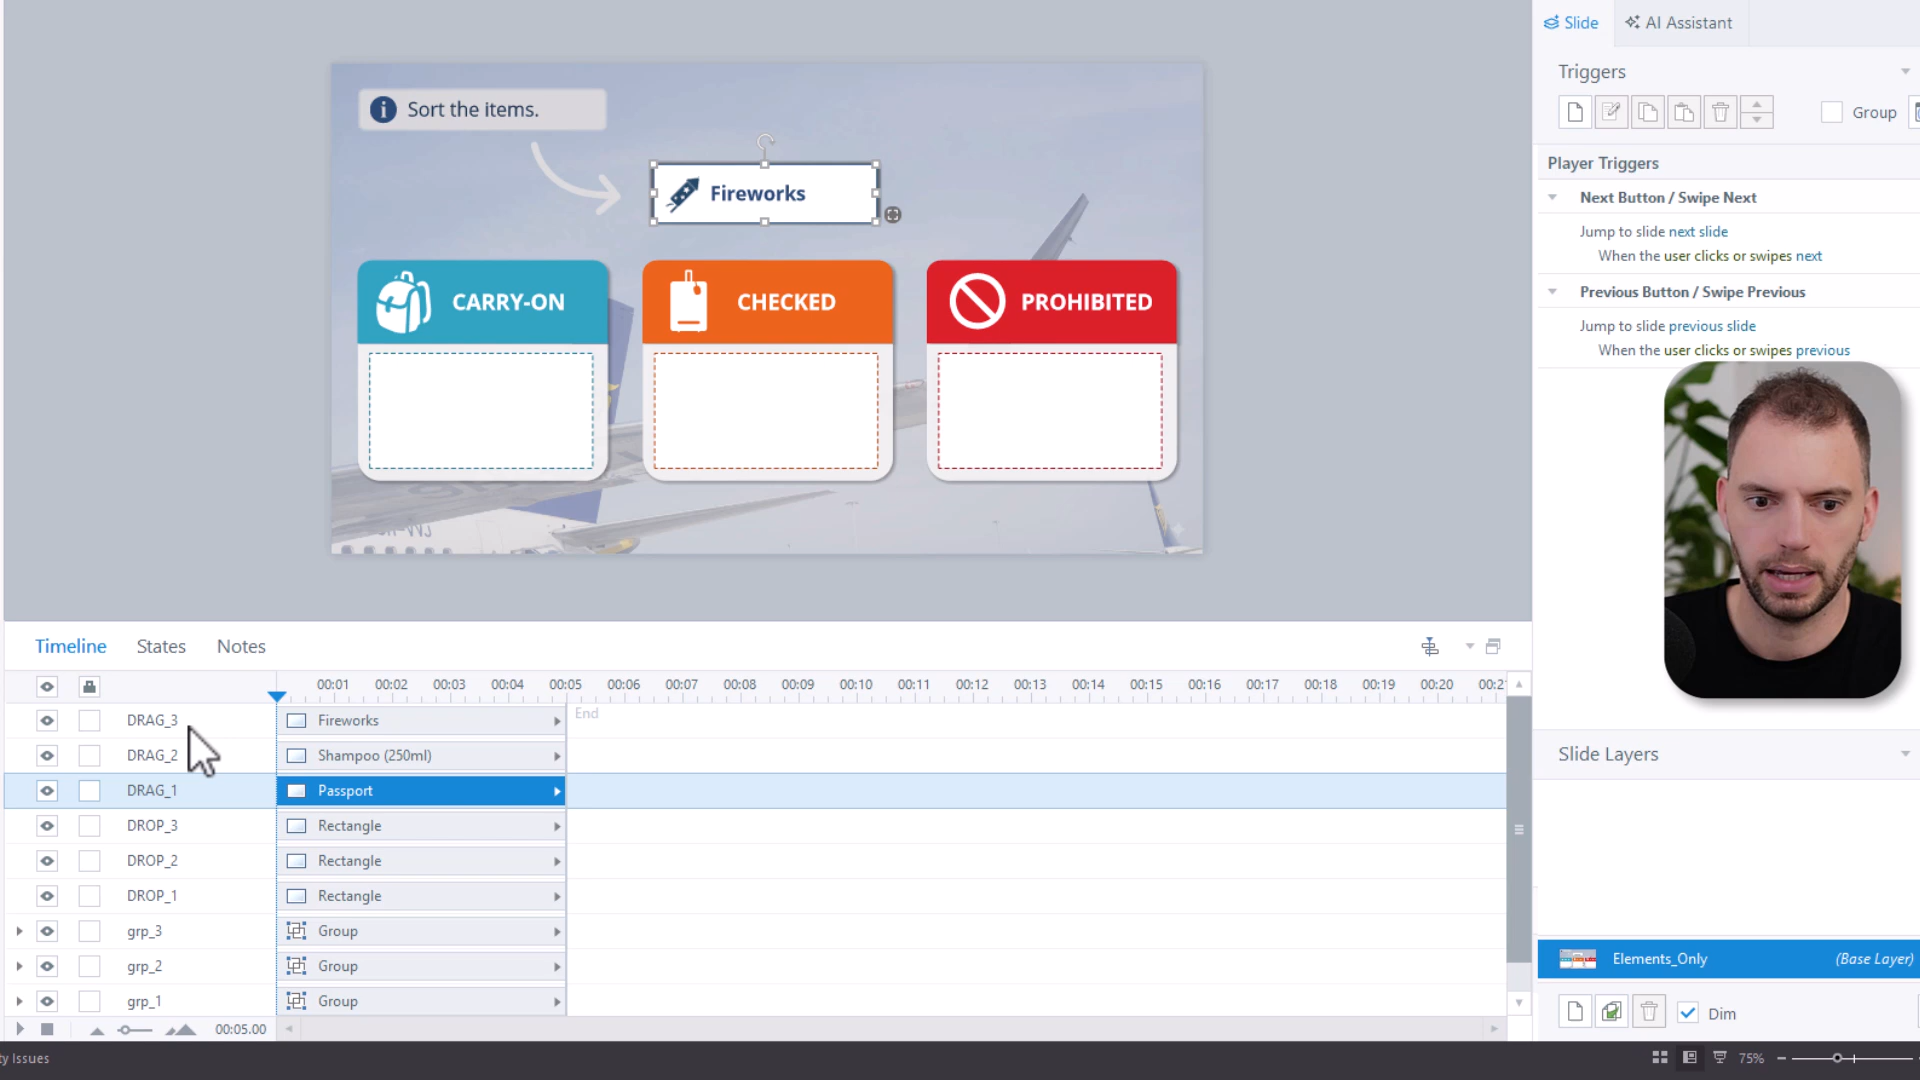 Slide
AI Assistant
Triggers
Group
Player Triggers
Next Button / Swipe Next
Jump to slide next slide
When the user clicks or swipes next
Previous Button / Swipe Previous
Jump to slide previous slide
When the user clicks or swipes previous
Sort the items.
Fireworks
CARRY-ON
CHECKED
PROHIBITED
Timeline
States
Notes
00:01 00:02 00:03 00:04 00:05 00:06 00:07 00:08 00:09 00:10 00:11 00:12 00:13 00:14 00:15 00:16 00:17 00:18 00:19 00:20 00:2
DRAG_3 Fireworks End
DRAG_2 Shampoo (250ml)
DRAG_1 Passport
DROP_3 Rectangle
DROP_2 Rectangle
DROP_1 Rectangle
grp_3 Group
grp_2 Group
grp_1 Group
00:05.00
Slide Layers
Elements_Only (Base Layer)
Dim
ty Issues
75%